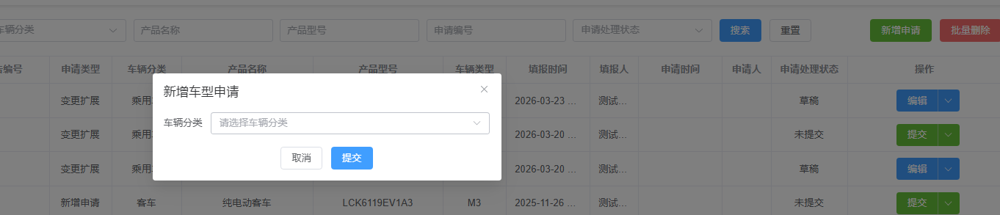 车辆分类 产品名称 产品型号 申请编号 申请处理状态 搜索 重置 新增申请 批量删除
编号 申请类型 车辆分类 产品名称 产品型号 车辆类型 填报时间 填报人 申请时间 申请人 申请处理状态 操作
新增车型申请
变更扩展 乘用 2026-03-23 ... 测试... 草稿 编辑
车辆分类 请选择车辆分类
变更扩展 乘用 2026-03-20 ... 测试... 未提交 提交
取消 提交
变更扩展 乘用 2026-03-20 ... 测试... 草稿 编辑
新增申请 客车 纯电动客车 LCK6119EV1A3 M3 2025-11-26 ... 测试... 未提交 提交